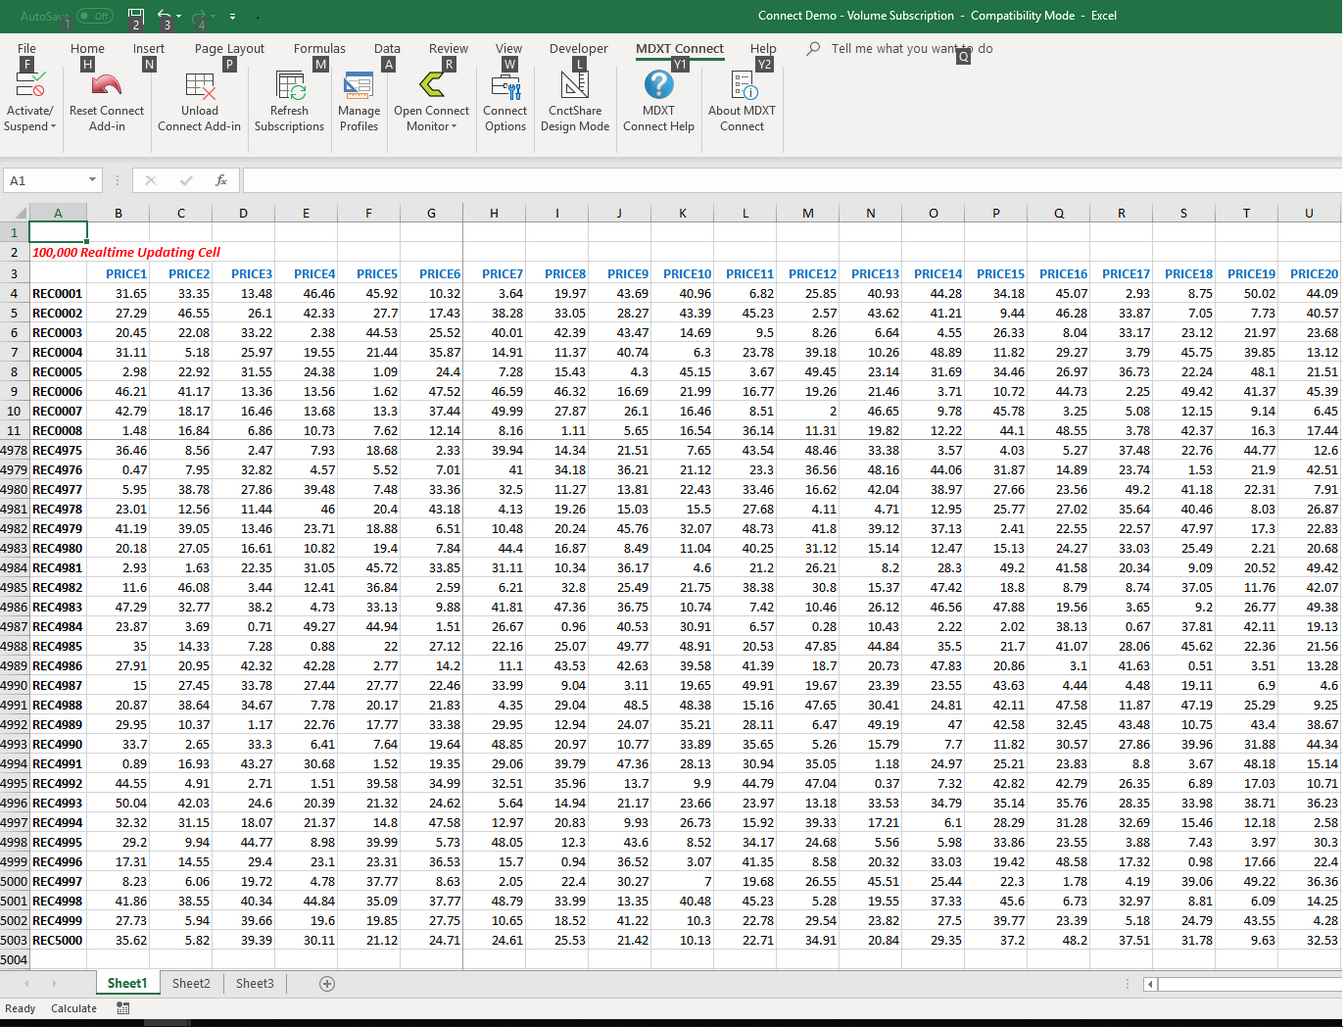 AutoSave Off
1 2 3 4
Connect Demo - Volume Subscription - Compatibility Mode - Excel
File Home Insert Page Layout Formulas Data Review View Developer MDXT Connect Help Tell me what you want to do
F H N P M A R W L Y1 Y2 Q
Activate/ Reset Connect Unload Refresh Manage Open Connect Connect CnctShare MDXT About MDXT
Suspend Add-in Connect Add-in Subscriptions Profiles Monitor Options Design Mode Connect Help Connect
A1 fx
A B C D E F G H I J K L M N O P Q R S T U
1
2 100,000 Realtime Updating Cell
3 PRICE1 PRICE2 PRICE3 PRICE4 PRICE5 PRICE6 PRICE7 PRICE8 PRICE9 PRICE10 PRICE11 PRICE12 PRICE13 PRICE14 PRICE15 PRICE16 PRICE17 PRICE18 PRICE19 PRICE20
4 REC0001 31.65 33.35 13.48 46.46 45.92 10.32 3.64 19.97 43.69 40.96 6.82 25.85 40.93 44.28 34.18 45.07 2.93 8.75 50.02 44.09
5 REC0002 27.29 46.55 26.1 42.33 27.7 17.43 38.28 33.05 28.27 43.39 45.23 2.57 43.62 41.21 9.44 46.28 33.87 7.05 7.73 40.57
6 REC0003 20.45 22.08 33.22 2.38 44.53 25.52 40.01 42.39 43.47 14.69 9.5 8.26 6.64 4.55 26.33 8.04 33.17 23.12 21.97 23.68
7 REC0004 31.11 5.18 25.97 19.55 21.44 35.87 14.91 11.37 40.74 6.3 23.78 39.18 10.26 48.89 11.82 29.27 3.79 45.75 39.85 13.12
8 REC0005 2.98 22.92 31.55 24.38 1.09 24.4 7.28 15.43 4.3 45.15 3.67 49.45 23.14 31.69 34.46 26.97 36.73 22.24 48.1 21.51
9 REC0006 46.21 41.17 13.36 13.56 1.62 47.52 46.59 46.32 16.69 21.99 16.77 19.26 21.46 3.71 10.72 44.73 2.25 49.42 41.37 45.39
10 REC0007 42.79 18.17 16.46 13.68 13.3 37.44 49.99 27.87 26.1 16.46 8.51 2 46.65 9.78 45.78 3.25 5.08 12.15 9.14 6.45
11 REC0008 1.48 16.84 6.86 10.73 7.62 12.14 8.16 1.11 5.65 16.54 36.14 11.31 19.82 12.22 44.1 48.55 3.78 42.37 16.3 17.44
4978 REC4975 36.46 8.56 2.47 7.93 18.68 2.33 39.94 14.34 21.51 7.65 43.54 48.46 33.38 3.57 4.03 5.27 37.48 22.76 44.77 12.6
4979 REC4976 0.47 7.95 32.82 4.57 5.52 7.01 41 34.18 36.21 21.12 23.3 36.56 48.16 44.06 31.87 14.89 23.74 1.53 21.9 42.51
4980 REC4977 5.95 38.78 27.86 39.48 7.48 33.36 32.5 11.27 13.81 22.43 33.46 16.62 42.04 38.97 27.66 23.56 49.2 41.18 22.31 7.91
4981 REC4978 23.01 12.56 11.44 46 20.4 43.18 4.13 19.26 15.03 15.5 27.68 4.11 4.71 12.95 25.77 27.02 35.64 40.46 8.03 26.87
4982 REC4979 41.19 39.05 13.46 23.71 18.88 6.51 10.48 20.24 45.76 32.07 48.73 41.8 39.12 37.13 2.41 22.55 22.57 47.97 17.3 22.83
4983 REC4980 20.18 27.05 16.61 10.82 19.4 7.84 44.4 16.87 8.49 11.04 40.25 31.12 15.14 12.47 15.13 24.27 33.03 25.49 2.21 20.68
4984 REC4981 2.93 1.63 22.35 31.05 45.72 33.85 31.11 10.34 36.17 4.6 21.2 26.21 8.2 28.3 49.2 41.58 20.34 9.09 20.52 49.42
4985 REC4982 11.6 46.08 3.44 12.41 36.84 2.59 6.21 32.8 25.49 21.75 38.38 30.8 15.37 47.42 18.8 8.79 8.74 37.05 11.76 42.07
4986 REC4983 47.29 32.77 38.2 4.73 33.13 9.88 41.81 47.36 36.75 10.74 7.42 10.46 26.12 46.56 47.88 19.56 3.65 9.2 26.77 49.38
4987 REC4984 23.87 3.69 0.71 49.27 44.94 1.51 26.67 0.96 40.53 30.91 6.57 0.28 10.43 2.22 2.02 38.13 0.67 37.81 42.11 19.13
4988 REC4985 35 14.33 7.28 0.88 22 27.12 22.16 25.07 49.77 48.91 20.53 47.85 44.84 35.5 21.7 41.07 28.06 45.62 22.36 21.56
4989 REC4986 27.91 20.95 42.32 42.28 2.77 14.2 11.1 43.53 42.63 39.58 41.39 18.7 20.73 47.83 20.86 3.1 41.63 0.51 3.51 13.28
4990 REC4987 15 27.45 33.78 27.44 27.77 22.46 33.99 9.04 3.11 19.65 49.91 19.67 23.39 23.55 43.63 4.44 4.48 19.11 6.9 4.6
4991 REC4988 20.87 38.64 34.67 7.78 20.17 21.83 4.35 29.04 48.5 48.38 15.16 47.65 30.41 24.81 42.11 47.58 11.87 47.19 25.29 9.25
4992 REC4989 29.95 10.37 1.17 22.76 17.77 33.38 29.95 12.94 24.07 35.21 28.11 6.47 49.19 47 42.58 32.45 43.48 10.75 43.4 38.67
4993 REC4990 33.7 2.65 33.3 6.41 7.64 19.64 48.85 20.97 10.77 33.89 35.65 5.26 15.79 7.7 11.82 30.57 27.86 39.96 31.88 44.34
4994 REC4991 0.89 16.93 43.27 30.68 1.52 19.35 29.06 39.79 47.36 28.13 30.94 35.05 1.18 24.97 25.21 23.83 8.8 3.67 48.18 15.14
4995 REC4992 44.55 4.91 2.71 1.51 39.58 34.99 32.51 35.96 13.7 9.9 44.79 47.04 0.37 7.32 42.82 42.79 26.35 6.89 17.03 10.71
4996 REC4993 50.04 42.03 24.6 20.39 21.32 24.62 5.64 14.94 21.17 23.66 23.97 13.18 33.53 34.79 35.14 35.76 28.35 33.98 38.71 36.23
4997 REC4994 32.32 31.15 18.07 21.37 14.8 47.58 12.97 20.83 9.93 26.73 15.92 39.33 17.21 6.1 28.29 31.28 32.69 15.46 12.18 2.58
4998 REC4995 29.2 9.94 44.77 8.98 39.99 5.73 48.05 12.3 43.6 8.52 34.17 24.68 5.56 5.98 33.86 23.55 3.88 7.43 3.97 30.3
4999 REC4996 17.31 14.55 29.4 23.1 23.31 36.53 15.7 0.94 36.52 3.07 41.35 8.58 20.32 33.03 19.42 48.58 17.32 0.98 17.66 22.4
5000 REC4997 8.23 6.06 19.72 4.78 37.77 8.63 2.05 22.4 30.27 7 19.68 26.55 45.51 25.44 22.3 1.78 4.19 39.06 49.22 36.36
5001 REC4998 41.86 38.55 40.34 44.84 35.09 37.77 48.79 33.99 13.35 40.48 45.23 5.28 19.55 37.33 45.6 6.73 32.97 8.81 6.09 14.25
5002 REC4999 27.73 5.94 39.66 19.6 19.85 27.75 10.65 18.52 41.22 10.3 22.78 29.54 23.82 27.5 39.77 23.39 5.18 24.79 43.55 4.28
5003 REC5000 35.62 5.82 39.39 30.11 21.12 24.71 24.61 25.53 21.42 10.13 22.71 34.91 20.84 29.35 37.2 48.2 37.51 31.78 9.63 32.53
5004
Sheet1 Sheet2 Sheet3
Ready Calculate